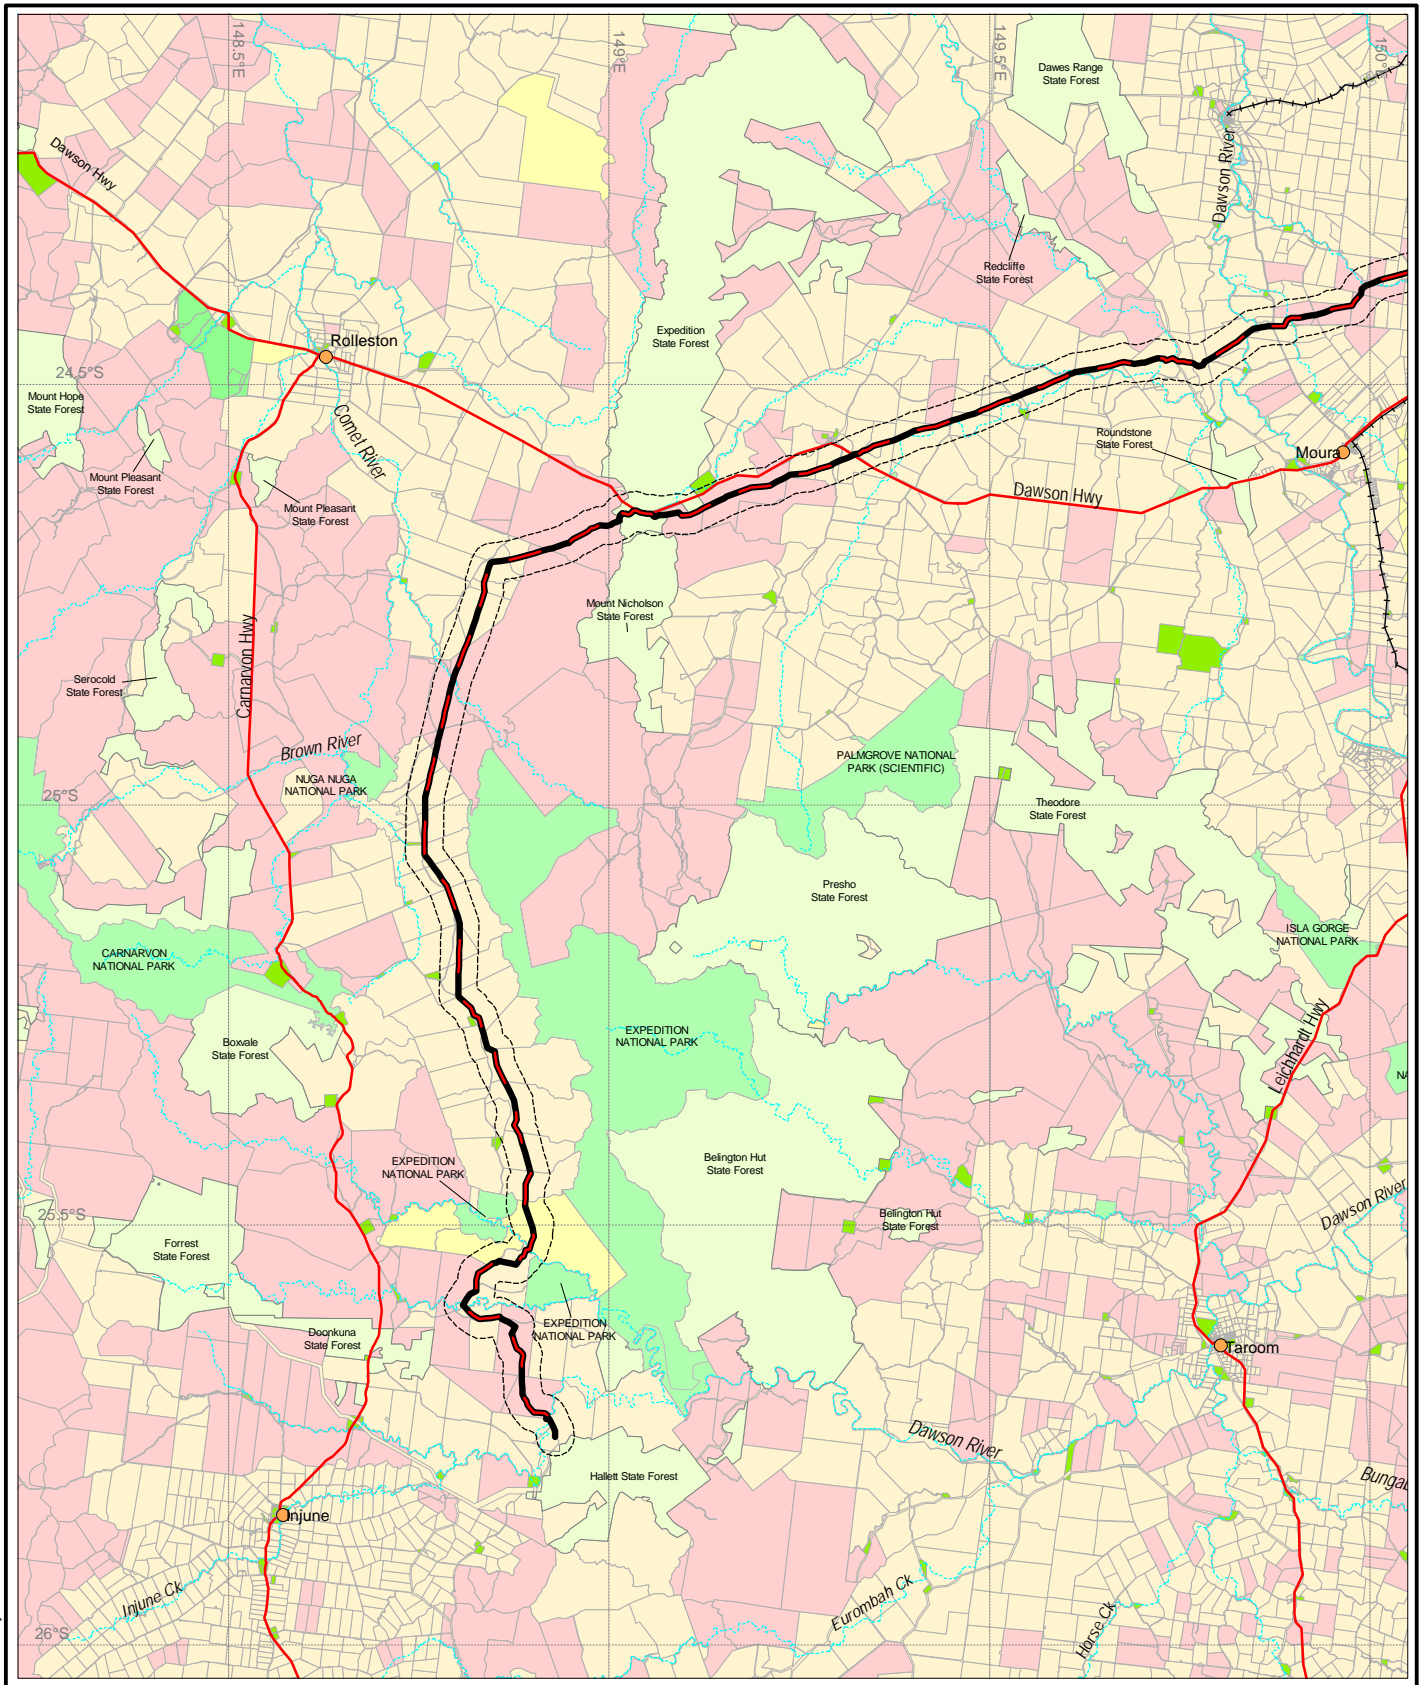 148.5°E
149°E
149.5°E
150°
Dawes Range
State Forest
Dawson Hwy
Dawson River
Redcliffe
State Forest
Rolleston
Expedition
State Forest
24.5°S
Mount Hope
State Forest
Comet River
Roundstone
State Forest
Moura
Mount Pleasant
State Forest
Mount Pleasant
State Forest
Dawson Hwy
Mount Nicholson
State Forest
Carnarvon Hwy
Serocold
State Forest
Brown River
NUGA NUGA
NATIONAL PARK
PALMGROVE NATIONAL
PARK (SCIENTIFIC)
25°S
Theodore
State Forest
Presho
State Forest
ISLA GORGE
NATIONAL PARK
CARNARVON
NATIONAL PARK
EXPEDITION
NATIONAL PARK
Boxvale
State Forest
Leichhardt Hwy
NA
EXPEDITION
NATIONAL PARK
Belington Hut
State Forest
Dawson River
25.5°S
Belington Hut
State Forest
Forrest
State Forest
EXPEDITION
NATIONAL PARK
Doonkuna
State Forest
Taroom
Dawson River
Hallett State Forest
Bungab
Injune
Injune Ck
Eurombah Ck
Horse Ck
26°S